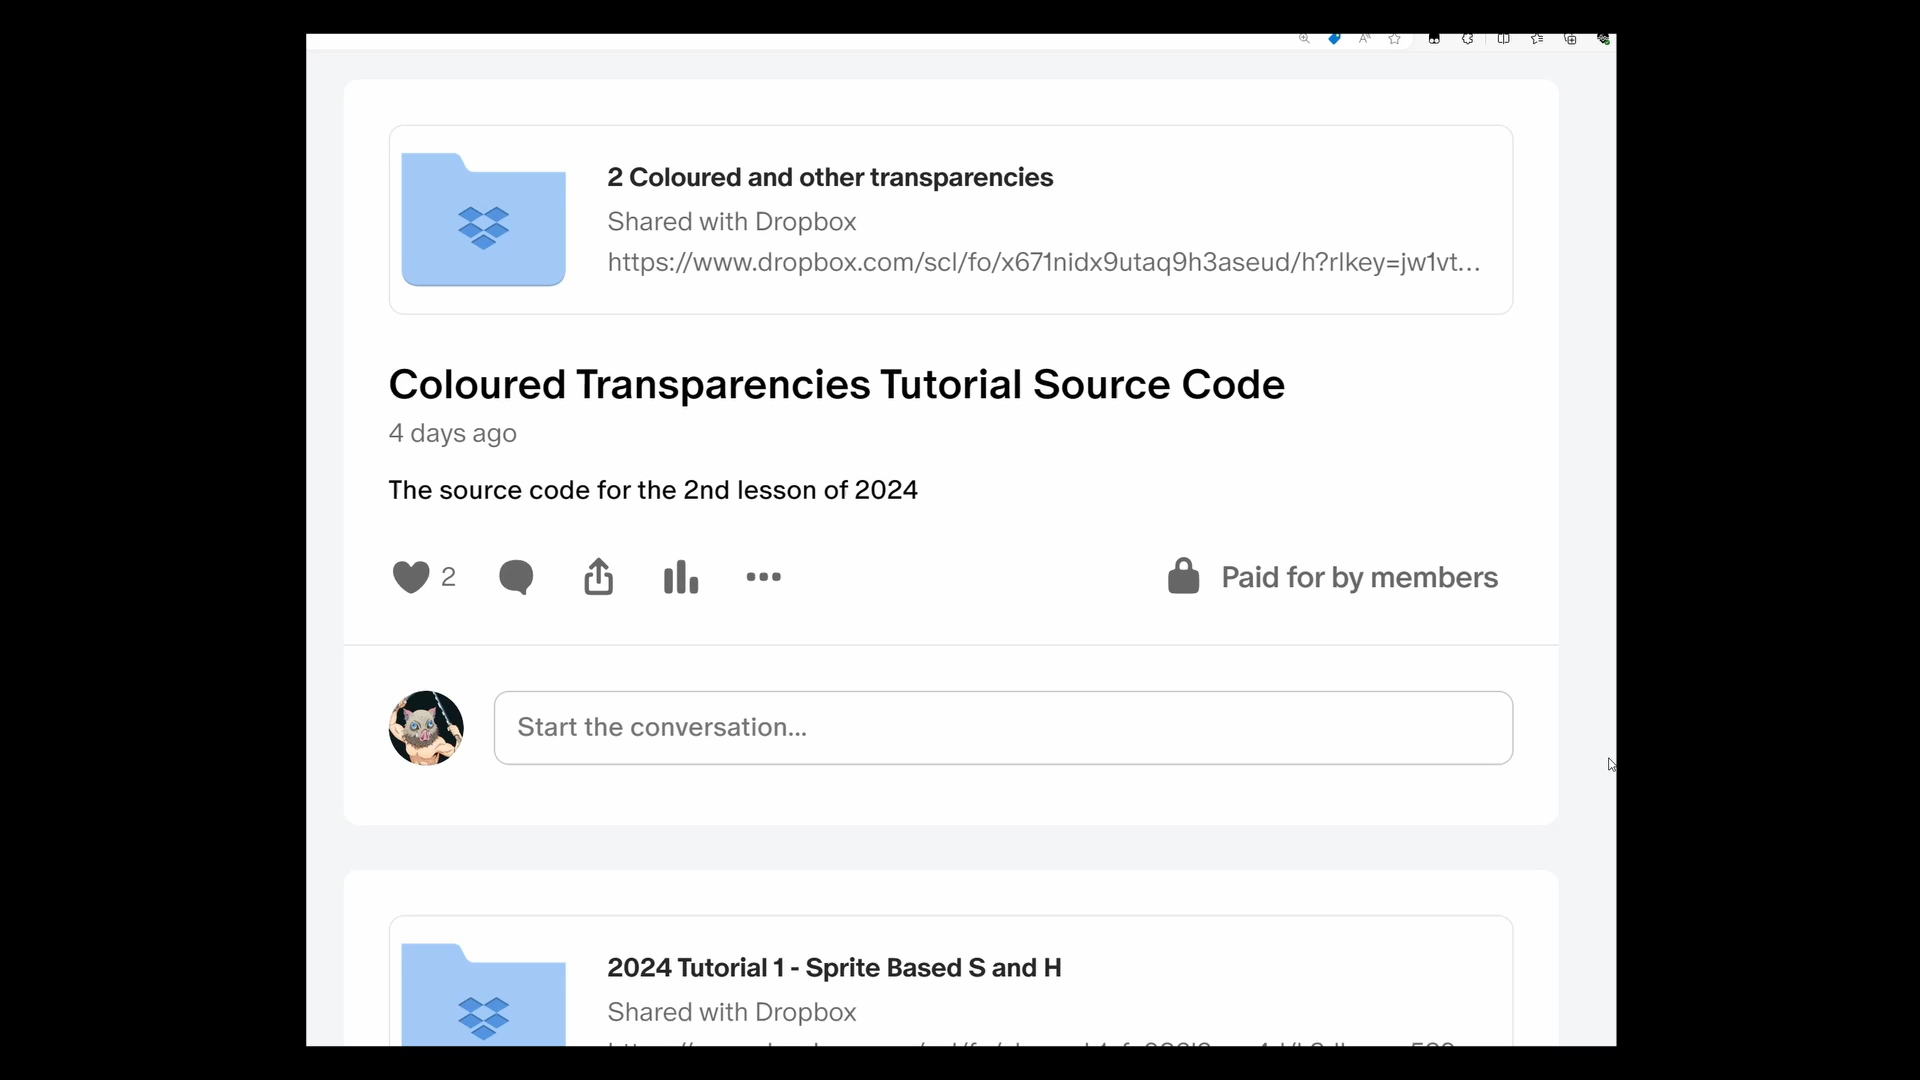 2 Coloured and other transparencies
Shared with Dropbox
https://www.dropbox.com/scl/fo/x671nidx9utaq9h3aseud/h?rlkey=jw1vt...
Coloured Transparencies Tutorial Source Code
4 days ago
The source code for the 2nd lesson of 2024
2
Paid for by members
Start the conversation...
2024 Tutorial 1 - Sprite Based S and H
Shared with Dropbox